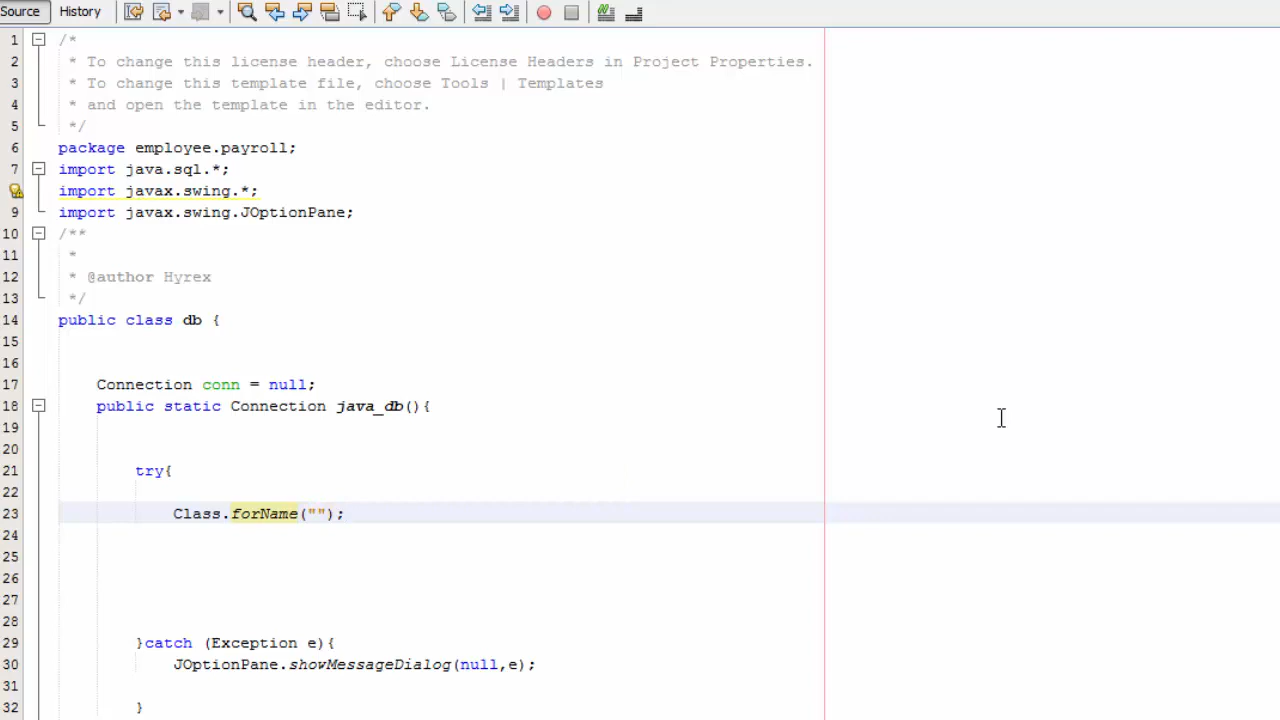 Source History
1 /*
2 * To change this license header, choose License Headers in Project Properties.
3 * To change this template file, choose Tools | Templates
4 * and open the template in the editor.
5 */
6 package employee.payroll;
7 import java.sql.*;
import javax.swing.*;
9 import javax.swing.JOptionPane;
10 /**
11 *
12 * @author Hyrex
13 */
14 public class db {
15
16
17 Connection conn = null;
18 public static Connection java_db(){
19
20
21 try{
22
23 Class.forName("");
24
25
26
27
28
29 }catch (Exception e){
30 JOptionPane.showMessageDialog(null,e);
31
32 }